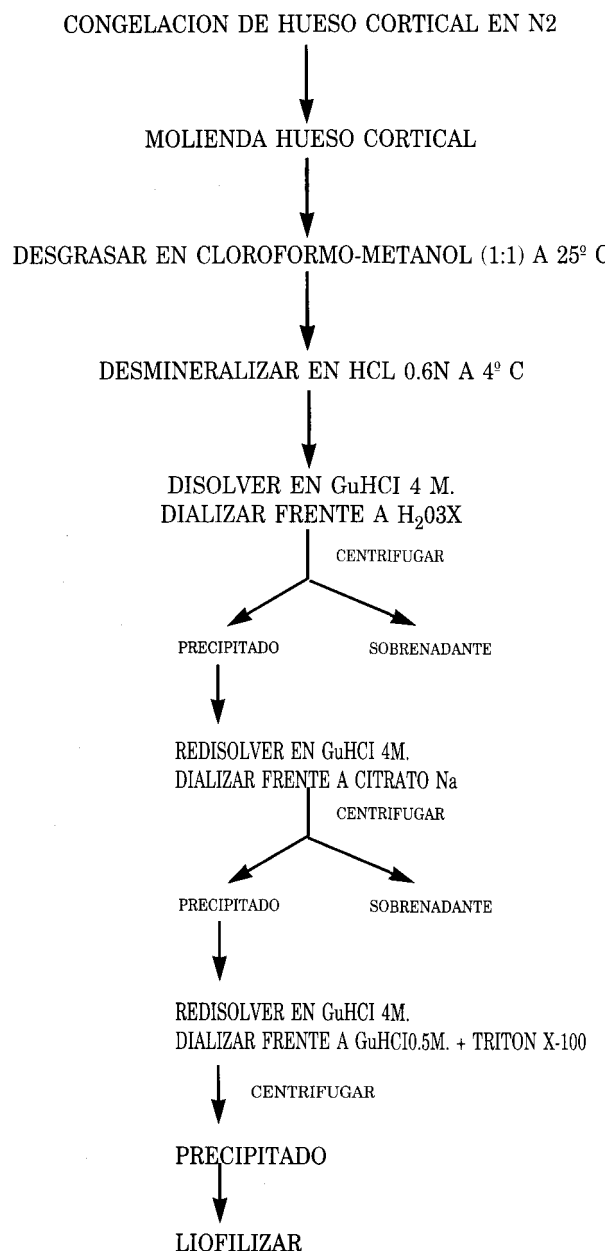 CONGELACION DE HUESO CORTICAL EN N2
MOLIENDA HUESO CORTICAL
DESGRASAR EN CLOROFORMO-METANOL (1:1) A 25º C
DESMINERALIZAR EN HCL 0.6N A 4º C
DISOLVER EN GuHCI 4 M.
DIALIZAR FRENTE A H₂03X
CENTRIFUGAR
PRECIPITADO SOBRENADANTE
REDISOLVER EN GuHCI 4M.
DIALIZAR FRENTE A CITRATO Na
CENTRIFUGAR
PRECIPITADO SOBRENADANTE
REDISOLVER EN GuHCI 4M.
DIALIZAR FRENTE A GuHCI0.5M. + TRITON X-100
CENTRIFUGAR
PRECIPITADO
LIOFILIZAR